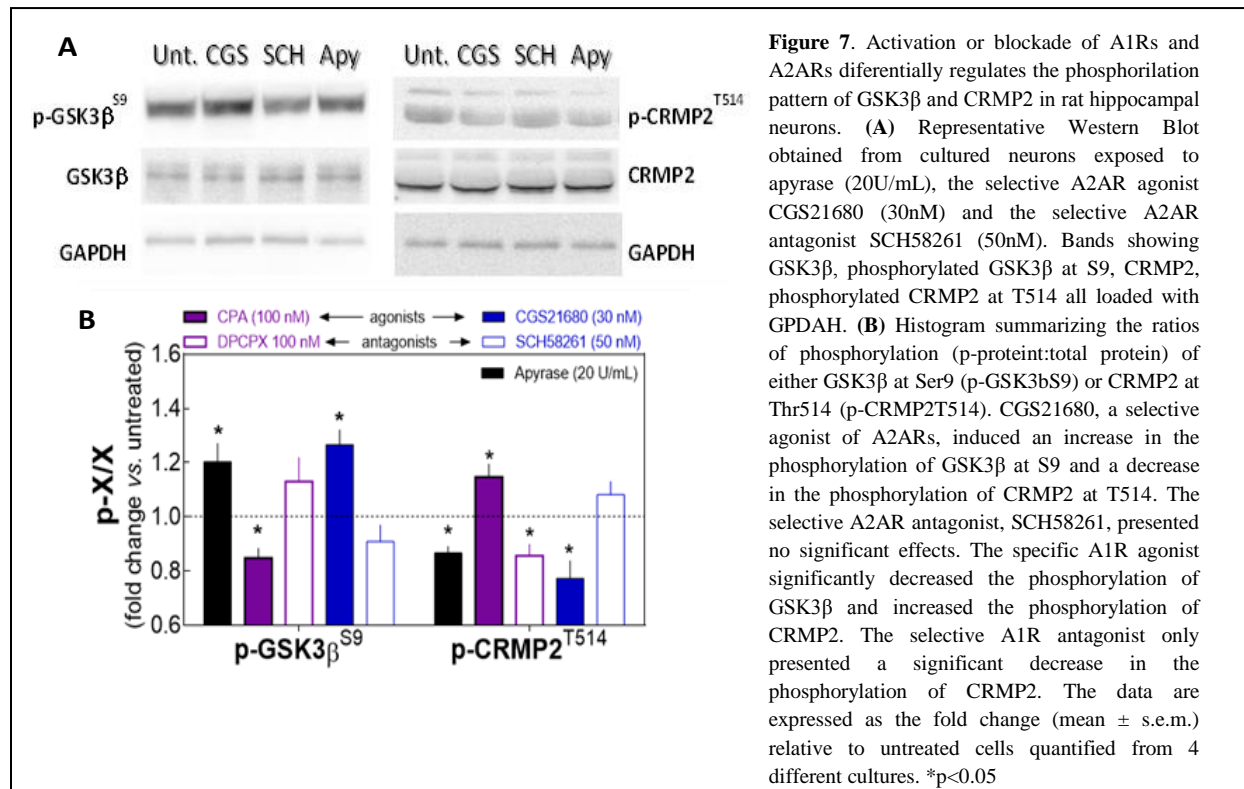 A
Unt. CGS SCH Apy
Unt. CGS SCH Apy
p-GSK3β^S9
p-CRMP2^T514
GSK3β
CRMP2
GAPDH
GAPDH
B
CPA (100 nM) ← agonists → CGS21680 (30 nM)
DPCPX 100 nM ← antagonists → SCH58261 (50 nM)
Apyrase (20 U/mL)
p-X/X
(fold change vs. untreated)
1.6
1.4
1.2
1.0
0.8
0.6
* * * * * * *
p-GSK3β^S9
p-CRMP2^T514
Figure 7. Activation or blockade of A1Rs and
A2ARs diferentially regulates the phosphorilation
pattern of GSK3β and CRMP2 in rat hippocampal
neurons. (A) Representative Western Blot
obtained from cultured neurons exposed to
apyrase (20U/mL), the selective A2AR agonist
CGS21680 (30nM) and the selective A2AR
antagonist SCH58261 (50nM). Bands showing
GSK3β, phosphorylated GSK3β at S9, CRMP2,
phosphorylated CRMP2 at T514 all loaded with
GPDAH. (B) Histogram summarizing the ratios
of phosphorylation (p-proteint:total protein) of
either GSK3β at Ser9 (p-GSK3bS9) or CRMP2 at
Thr514 (p-CRMP2T514). CGS21680, a selective
agonist of A2ARs, induced an increase in the
phosphorylation of GSK3β at S9 and a decrease
in the phosphorylation of CRMP2 at T514. The
selective A2AR antagonist, SCH58261, presented
no significant effects. The specific A1R agonist
significantly decreased the phosphorylation of
GSK3β and increased the phosphorylation of
CRMP2. The selective A1R antagonist only
presented a significant decrease in the
phosphorylation of CRMP2. The data are
expressed as the fold change (mean ± s.e.m.)
relative to untreated cells quantified from 4
different cultures. *p<0.05